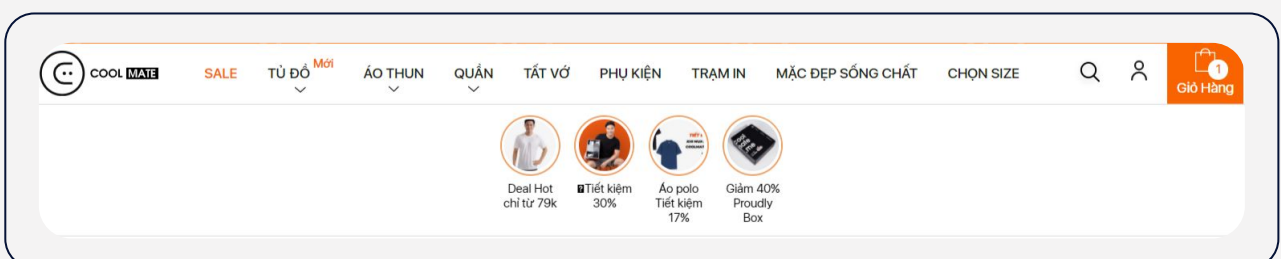 COOL MATE
SALE
TỦ ĐỒ Mới
ÁO THUN
QUẦN
TẤT VỚ
PHỤ KIỆN
TRẠM IN
MẶC ĐẸP SỐNG CHẤT
CHỌN SIZE
1
Giỏ Hàng
Deal Hot
chỉ từ 79k
Tiết kiệm
30%
Áo polo
Tiết kiệm
17%
Giảm 40%
Proudly
Box